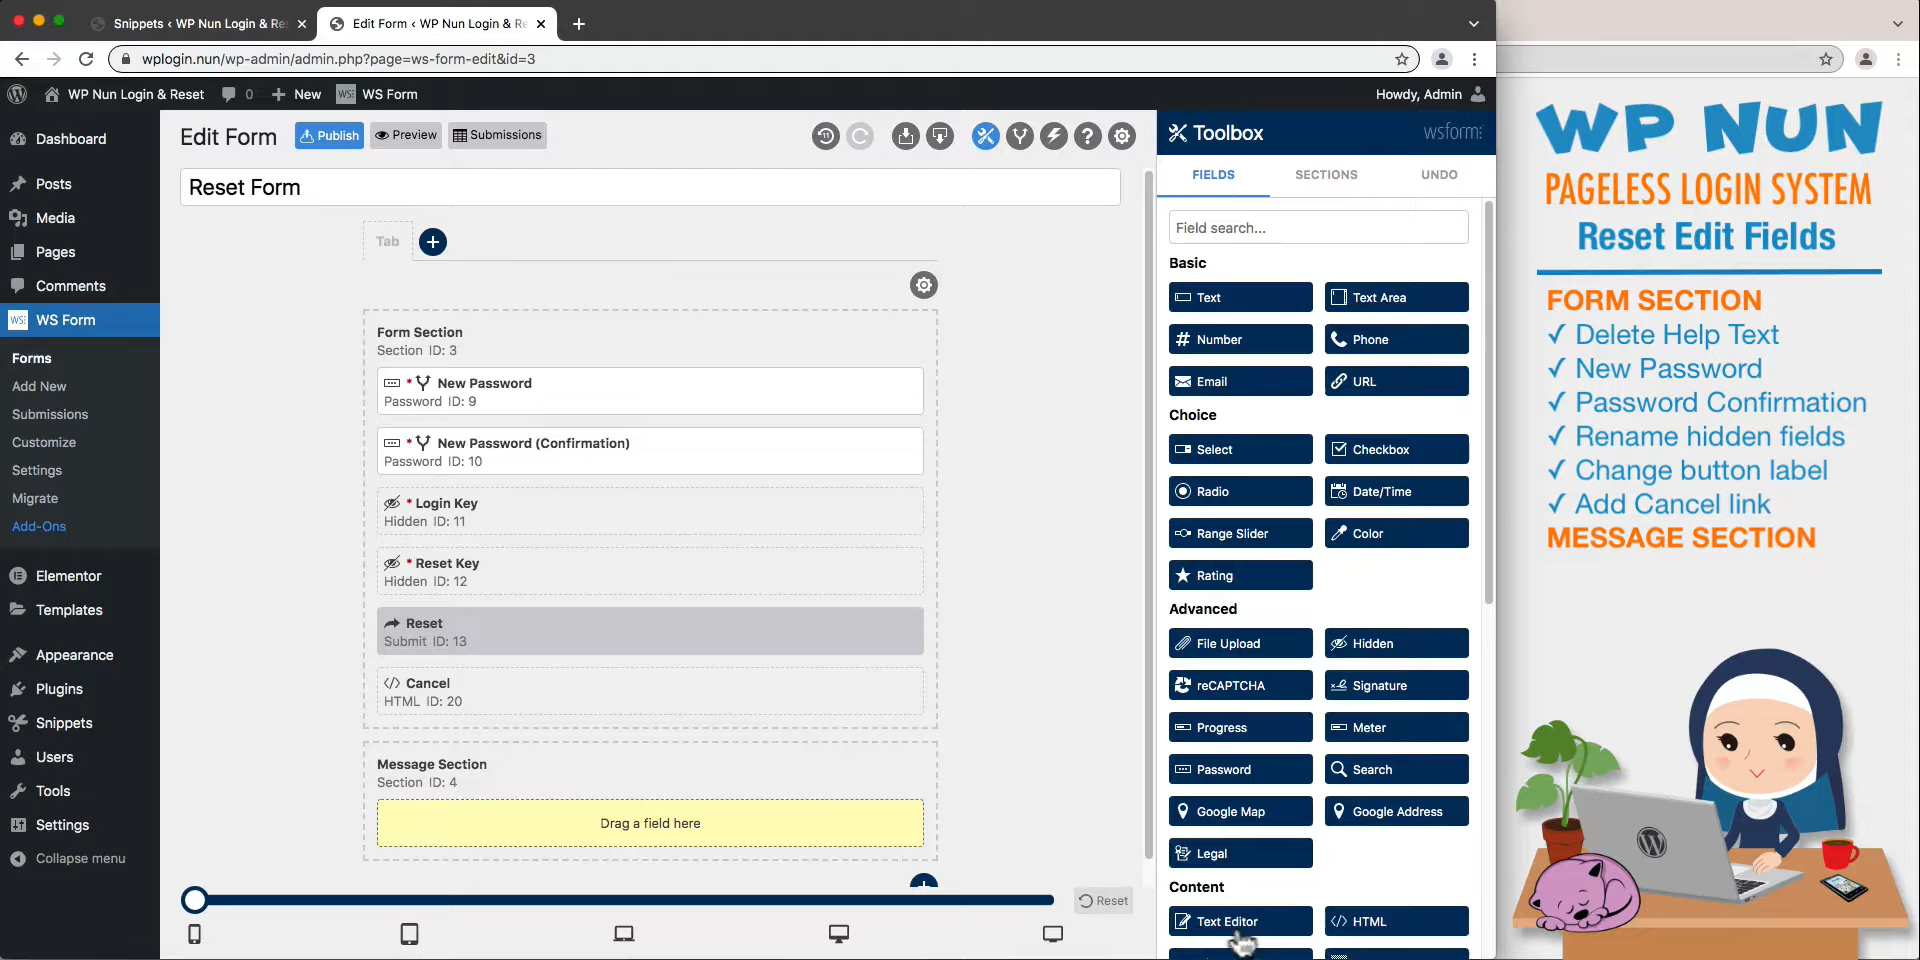 Snippets ‹ WP Nun Login & Re
Edit Form ‹ WP Nun Login & Re
wplogin.nun/wp-admin/admin.php?page=ws-form-edit&id=3
WP Nun Login & Reset
0
New
WS Form
Howdy, Admin
Dashboard
Posts
Media
Pages
Comments
WS Form
Forms
Add New
Submissions
Customize
Settings
Migrate
Add-Ons
Elementor
Templates
Appearance
Plugins
Snippets
Users
Tools
Settings
Collapse menu
Edit Form
Publish
Preview
Submissions
Reset Form
Tab
Form Section
Section ID: 3
* New Password
Password ID: 9
* New Password (Confirmation)
Password ID: 10
* Login Key
Hidden ID: 11
* Reset Key
Hidden ID: 12
Reset
Submit ID: 13
</> Cancel
HTML ID: 20
Message Section
Section ID: 4
Drag a field here
Reset
Toolbox
wsform
FIELDS
SECTIONS
UNDO
Field search...
Basic
Text
Text Area
Number
Phone
Email
URL
Choice
Select
Checkbox
Radio
Date/Time
Range Slider
Color
Rating
Advanced
File Upload
Hidden
reCAPTCHA
Signature
Progress
Meter
Password
Search
Google Map
Google Address
Legal
Content
Text Editor
</> HTML
WP NUN
PAGELESS LOGIN SYSTEM
Reset Edit Fields
FORM SECTION
✓ Delete Help Text
✓ New Password
✓ Password Confirmation
✓ Rename hidden fields
✓ Change button label
✓ Add Cancel link
MESSAGE SECTION